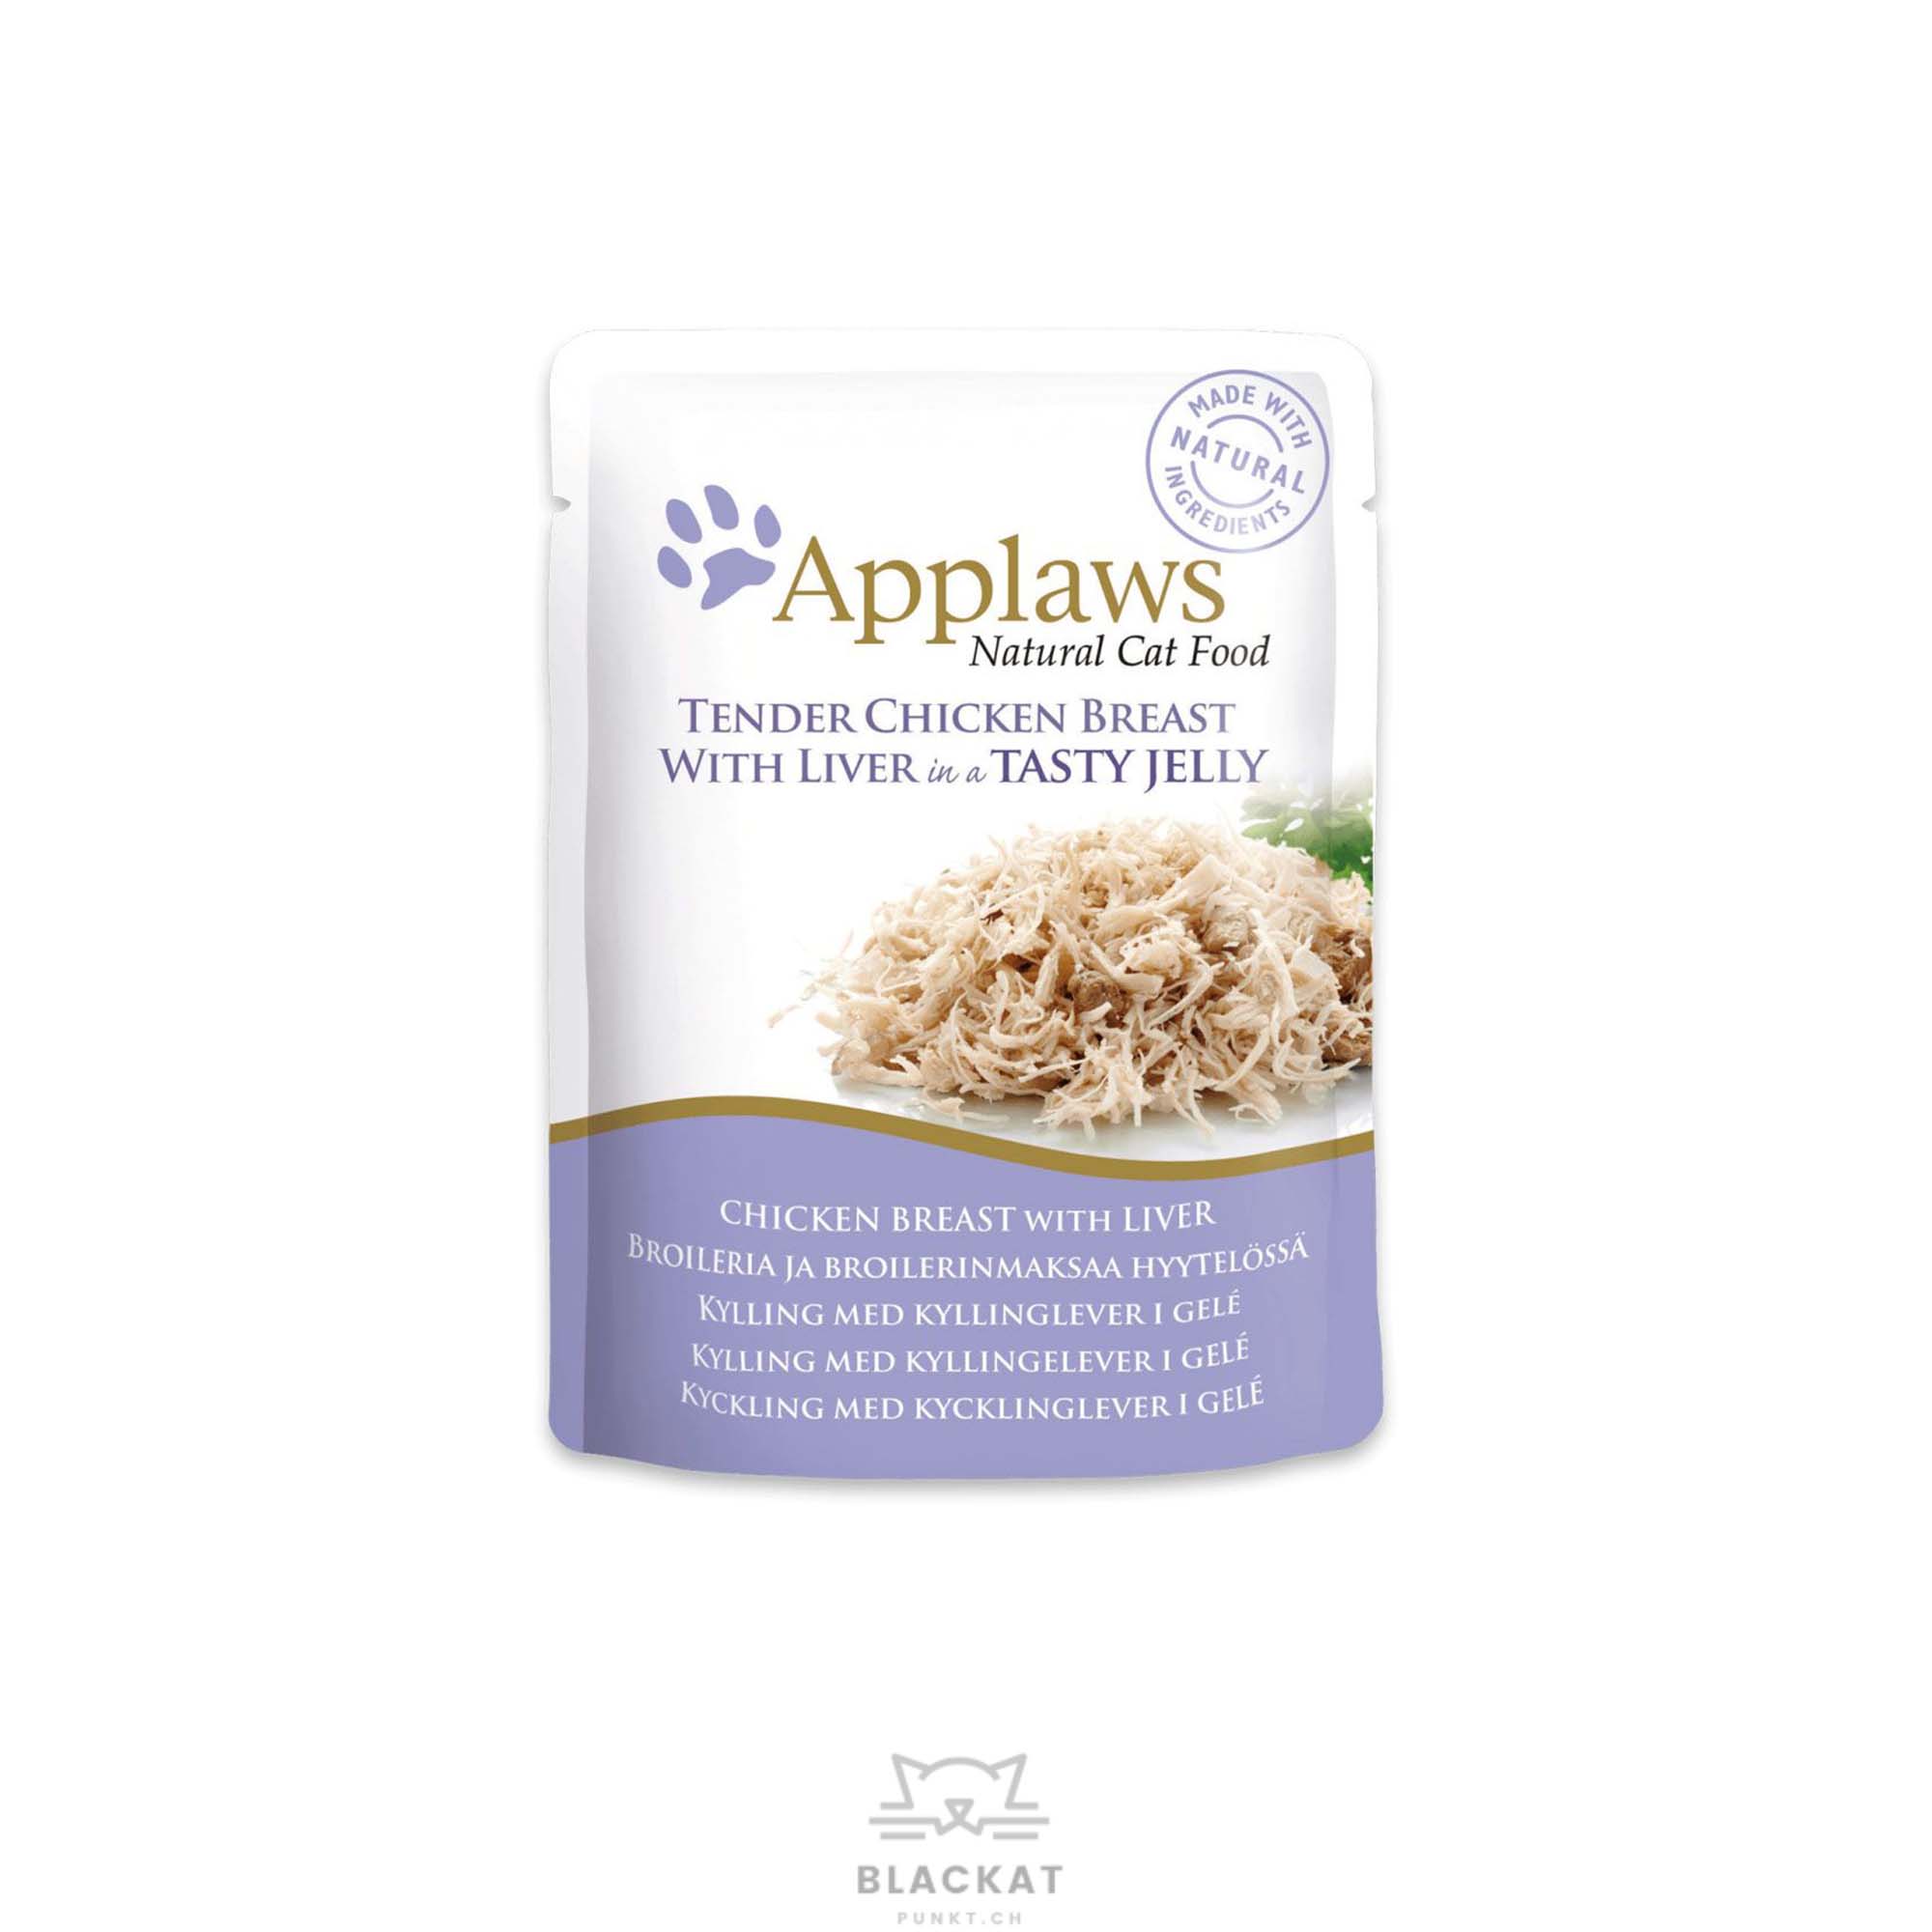 MADE WITH
NATURAL
INGREDIENTS
Applaws
Natural Cat Food
TENDER CHICKEN BREAST
WITH LIVER in a TASTY JELLY
CHICKEN BREAST WITH LIVER
BROILERIA JA BROILERINMAKSAA HYYTELÖSSÄ
KYLLING MED KYLLINGLEVER I GELÉ
KYLLING MED KYLLINGELEVER I GELÉ
KYCKLING MED KYCKLINGLEVER I GELÉ
BLACKAT
PUNKT.CH